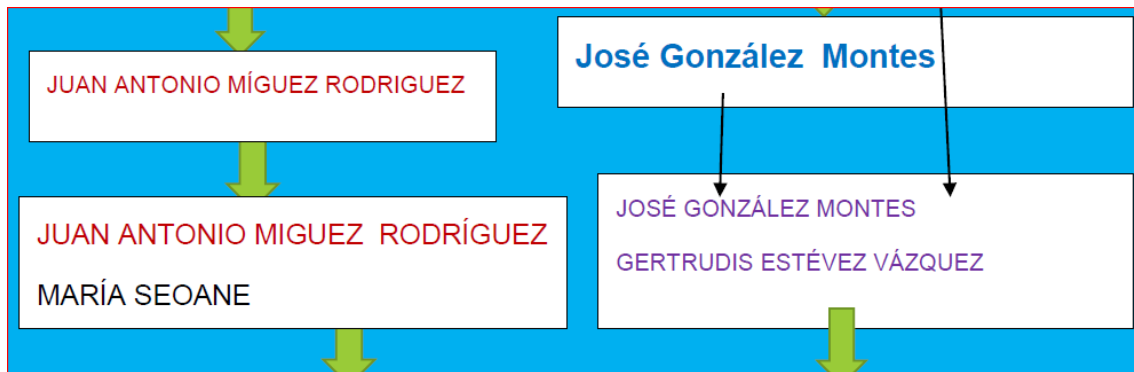 JUAN ANTONIO MÍGUEZ RODRIGUEZ
José González Montes
JUAN ANTONIO MIGUEZ RODRÍGUEZ
MARÍA SEOANE
JOSÉ GONZÁLEZ MONTES
GERTRUDIS ESTÉVEZ VÁZQUEZ